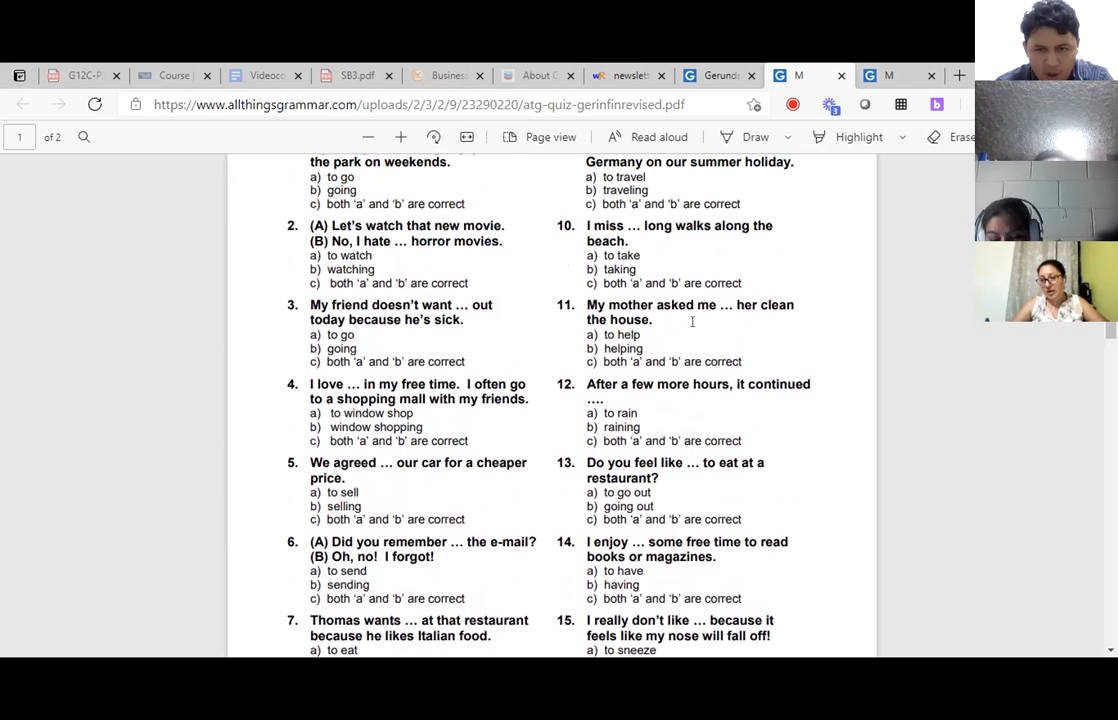 G12C-P
Course
Videoco
SB3.pdf
Business
About C
wR newslett
G Gerunds
G M
G M
https://www.allthingsgrammar.com/uploads/2/3/2/9/23290220/atg-quiz-gerinfinrevised.pdf
3
b
1 of 2
Page view
Read aloud
Draw
Highlight
Erase
the park on weekends.
a) to go
b) going
c) both ‘a’ and ‘b’ are correct
2. (A) Let’s watch that new movie.
(B) No, I hate … horror movies.
a) to watch
b) watching
c) both ‘a’ and ‘b’ are correct
3. My friend doesn’t want … out
today because he’s sick.
a) to go
b) going
c) both ‘a’ and ‘b’ are correct
4. I love … in my free time. I often go
to a shopping mall with my friends.
a) to window shop
b) window shopping
c) both ‘a’ and ‘b’ are correct
5. We agreed … our car for a cheaper
price.
a) to sell
b) selling
c) both ‘a’ and ‘b’ are correct
6. (A) Did you remember … the e-mail?
(B) Oh, no! I forgot!
a) to send
b) sending
c) both ‘a’ and ‘b’ are correct
7. Thomas wants … at that restaurant
because he likes Italian food.
a) to eat
Germany on our summer holiday.
a) to travel
b) traveling
c) both ‘a’ and ‘b’ are correct
10. I miss … long walks along the
beach.
a) to take
b) taking
c) both ‘a’ and ‘b’ are correct
11. My mother asked me … her clean
the house.
a) to help
b) helping
c) both ‘a’ and ‘b’ are correct
12. After a few more hours, it continued
….
a) to rain
b) raining
c) both ‘a’ and ‘b’ are correct
13. Do you feel like … to eat at a
restaurant?
a) to go out
b) going out
c) both ‘a’ and ‘b’ are correct
14. I enjoy … some free time to read
books or magazines.
a) to have
b) having
c) both ‘a’ and ‘b’ are correct
15. I really don’t like … because it
feels like my nose will fall off!
a) to sneeze